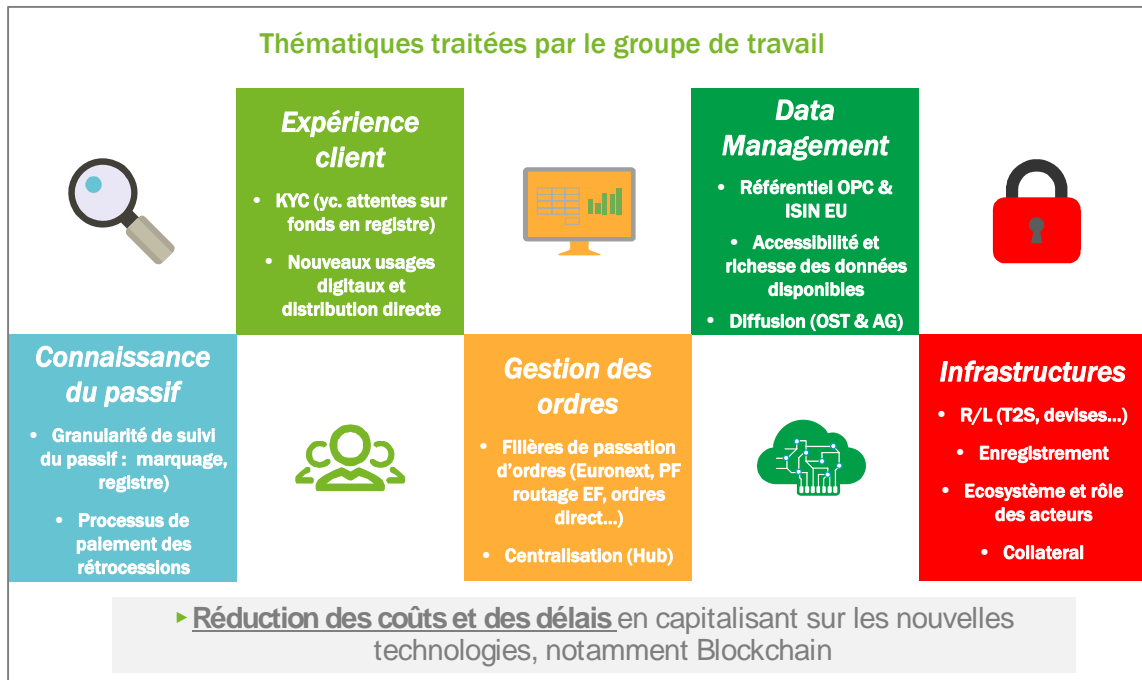 Thématiques traitées par le groupe de travail
Expérience
client
• KYC (yc. attentes sur
fonds en registre)
• Nouveaux usages
digitaux et
distribution directe
Data
Management
• Référentiel OPC &
ISIN EU
• Accessibilité et
richesse des données
disponibles
• Diffusion (OST & AG)
Connaissance
du passif
• Granularité de suivi
du passif : marquage,
registre)
• Processus de
paiement des
rétrocessions
Gestion des
ordres
• Filières de passation
d'ordres (Euronext, PF
routage EF, ordres
direct...)
• Centralisation (Hub)
Infrastructures
• R/L (T2S, devises...)
• Enregistrement
• Ecosystème et rôle
des acteurs
• Collateral
▸ Réduction des coûts et des délais en capitalisant sur les nouvelles
technologies, notamment Blockchain